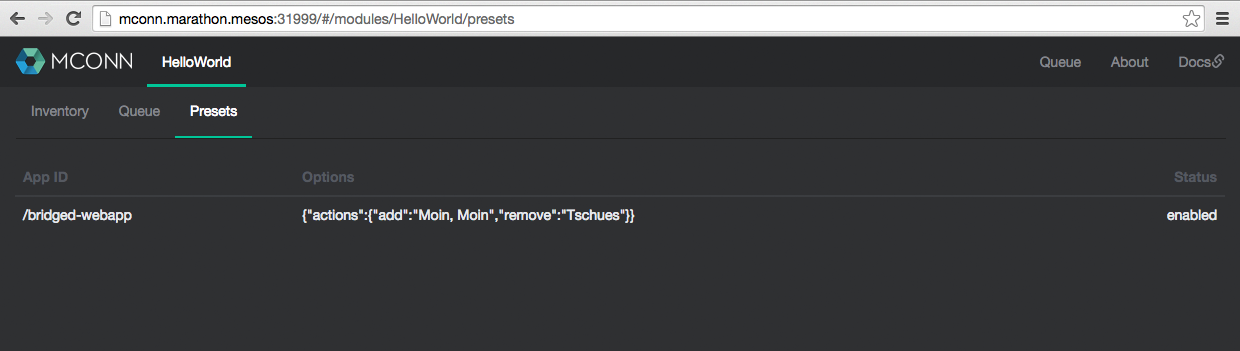 mconn.marathon.mesos:31999/#/modules/HelloWorld/presets
MCONN HelloWorld Queue About Docs
Inventory Queue Presets
App ID Options Status
/bridged-webapp {"actions":{"add":"Moin, Moin","remove":"Tschues"}} enabled